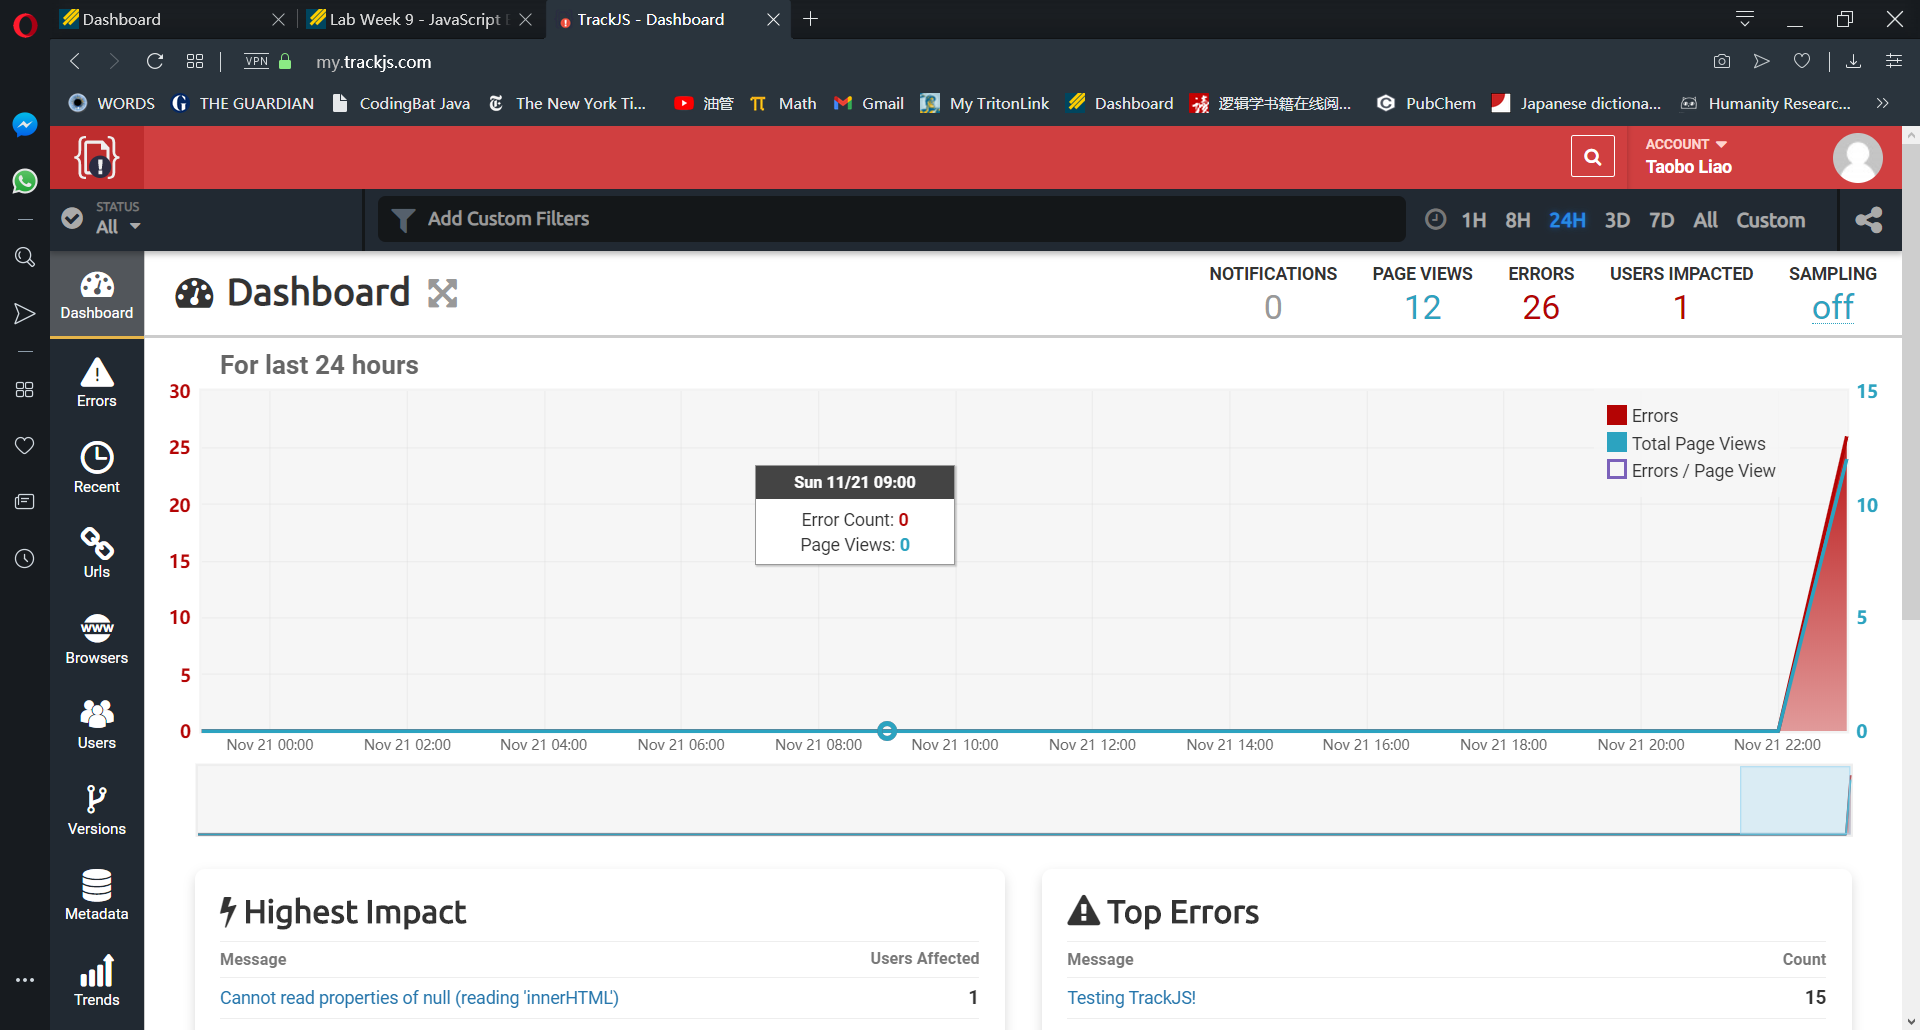 Dashboard
Lab Week 9 - JavaScript
TrackJS - Dashboard
VPN
my.trackjs.com
WORDS
THE GUARDIAN
CodingBat Java
The New York Ti...
油管
Math
Gmail
My TritonLink
Dashboard
逻辑学书籍在线阅...
PubChem
Japanese dictiona...
Humanity Researc...
ACCOUNT
Taobo Liao
STATUS
All
Add Custom Filters
1H 8H 24H 3D 7D All Custom
Dashboard
Errors
Recent
Urls
www
Browsers
Users
Versions
Metadata
Trends
Dashboard
NOTIFICATIONS
0
PAGE VIEWS
12
ERRORS
26
USERS IMPACTED
1
SAMPLING
off
For last 24 hours
30
25
20
15
10
5
0
15
10
5
0
Errors
Total Page Views
Errors / Page View
Sun 11/21 09:00
Error Count: 0
Page Views: 0
Nov 21 00:00 Nov 21 02:00 Nov 21 04:00 Nov 21 06:00 Nov 21 08:00 Nov 21 10:00 Nov 21 12:00 Nov 21 14:00 Nov 21 16:00 Nov 21 18:00 Nov 21 20:00 Nov 21 22:00
Highest Impact
Message Users Affected
Cannot read properties of null (reading 'innerHTML') 1
Top Errors
Message Count
Testing TrackJS! 15